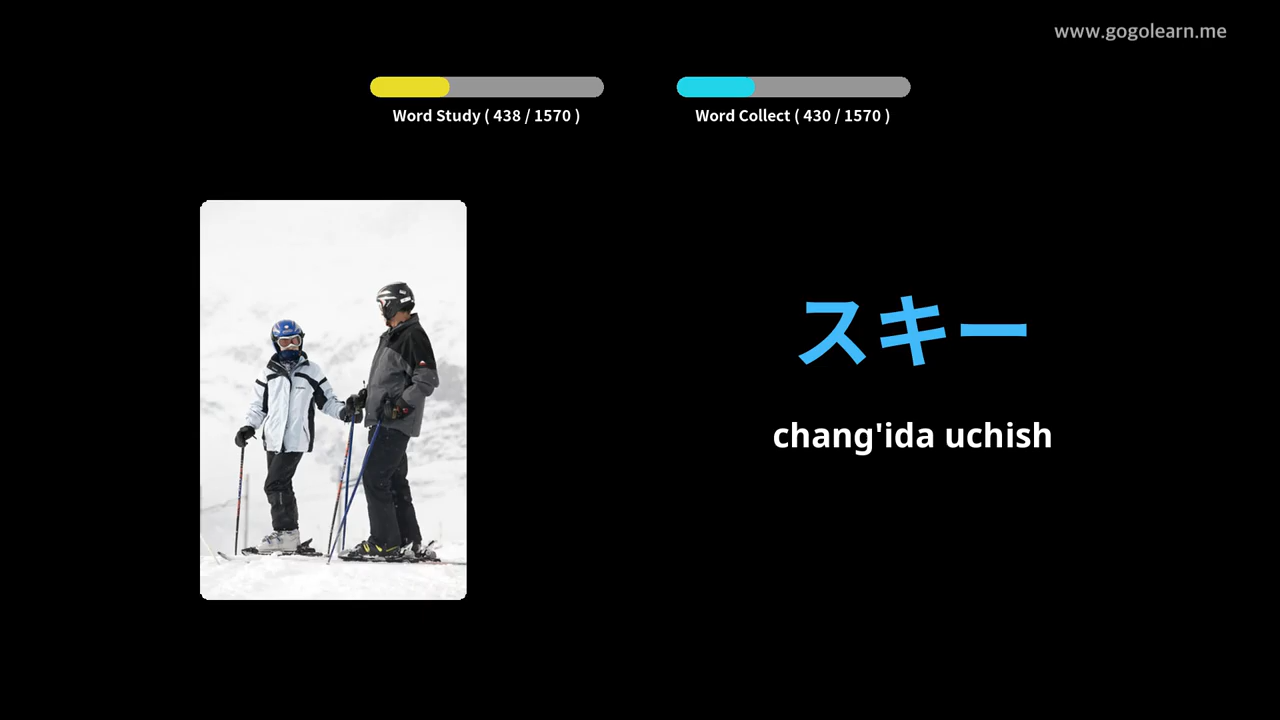 www.gogolearn.me
Word Study ( 438 / 1570 )
Word Collect ( 430 / 1570 )
スキー
chang'ida uchish